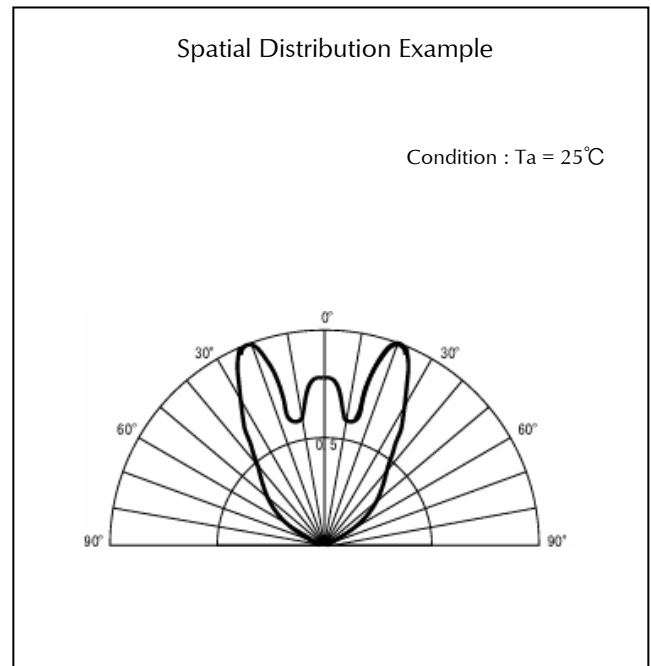 Spatial Distribution Example
Condition : Ta = 25℃
0°
30° 30°
60° 60°
0.5
90° 90°